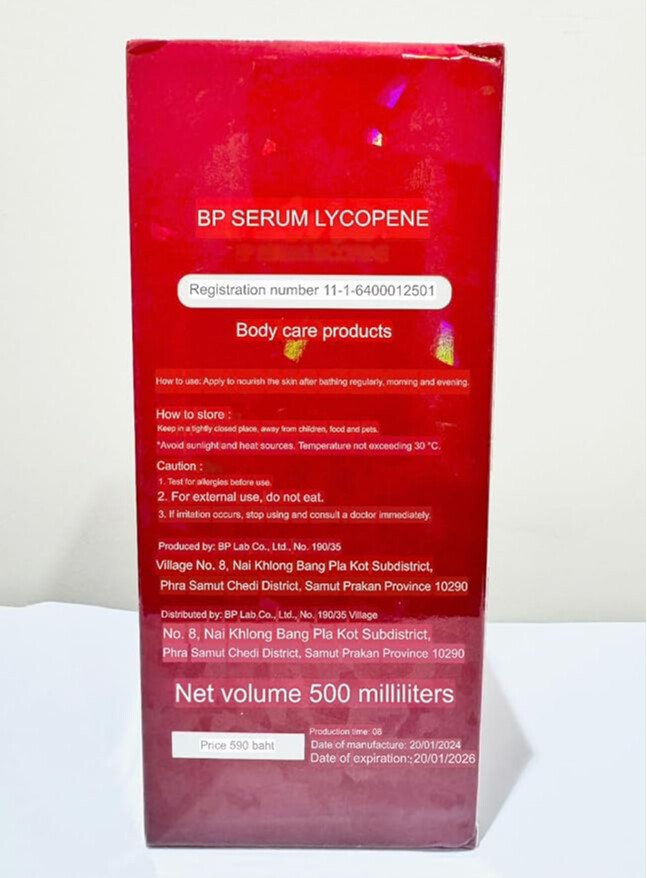 BP SERUM LYCOPENE
Registration number 11-1-6400012501
Body care products
How to use: Apply to nourish the skin after bathing regularly, morning and evening.
How to store :
Keep in a tightly closed place, away from children, food and pets.
*Avoid sunlight and heat sources. Temperature not exceeding 30 °C.
Caution :
1. Test for allergies before use.
2. For external use, do not eat.
3. If irritation occurs, stop using and consult a doctor immediately.
Produced by: BP Lab Co., Ltd., No. 190/35
Village No. 8, Nai Khlong Bang Pla Kot Subdistrict,
Phra Samut Chedi District, Samut Prakan Province 10290
Distributed by: BP Lab Co., Ltd., No. 190/35 Village
No. 8, Nai Khlong Bang Pla Kot Subdistrict,
Phra Samut Chedi District, Samut Prakan Province 10290
Net volume 500 milliliters
Price 590 baht
Production time: 08
Date of manufacture: 20/01/2024
Date of expiration:;20/01/2026